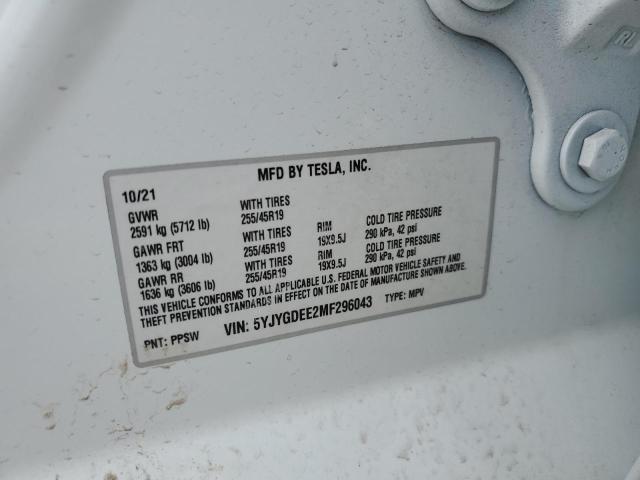 MFD BY TESLA, INC.
10/21
GVWR WITH TIRES
2591 kg (5712 lb) 255/45R19
GAWR FRT WITH TIRES RIM COLD TIRE PRESSURE
1363 kg (3004 lb) 255/45R19 19X9.5J 290 kPa, 42 psi
GAWR RR WITH TIRES RIM COLD TIRE PRESSURE
1636 kg (3606 lb) 255/45R19 19X9.5J 290 kPa, 42 psi
THIS VEHICLE CONFORMS TO ALL APPLICABLE U.S. FEDERAL MOTOR VEHICLE SAFETY AND
THEFT PREVENTION STANDARDS IN EFFECT ON THE DATE OF MANUFACTURE SHOWN ABOVE.
PNT: PPSW VIN: 5YJYGDEE2MF296043 TYPE: MPV